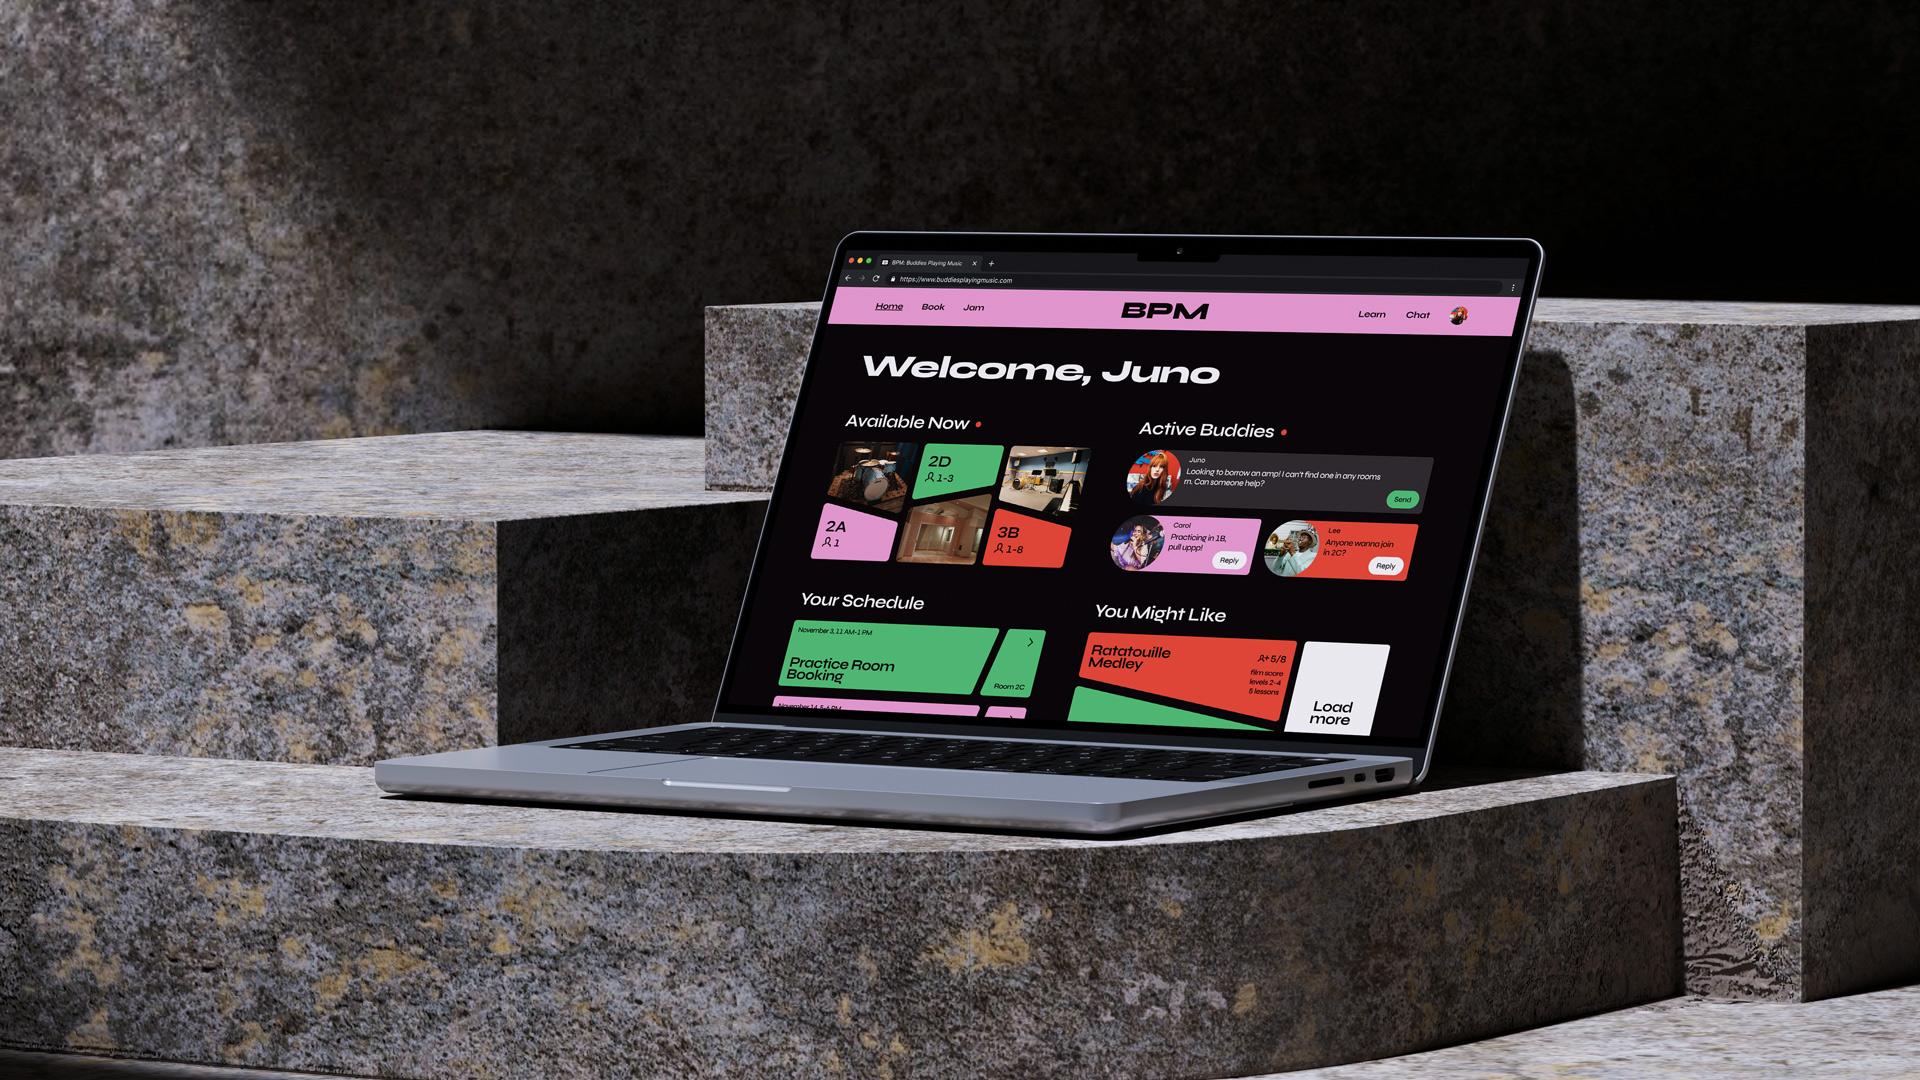 BPM: Buddies Playing Music
https://www.buddiesplayingmusic.com
Home Book Jam
BPM
Learn Chat
Welcome, Juno
Available Now
2D
1-3
2A
1
3B
1-8
Active Buddies
Juno
Looking to borrow an amp! I can't find one in any rooms
rn. Can someone help?
Send
Carol
Practicing in 1B,
pull uppp!
Reply
Lee
Anyone wanna join
in 2C?
Reply
Your Schedule
November 3, 11 AM-1 PM
Practice Room
Booking
Room 2C
November 14, 5-6 PM
You Might Like
Ratatouille
Medley
5/8
film score
levels 2-4
5 lessons
Load
more